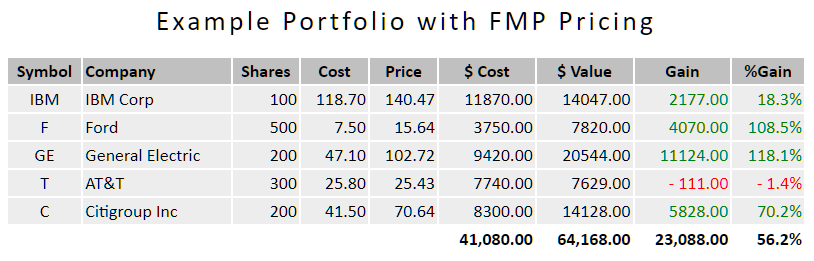 Example Portfolio with FMP Pricing
Symbol Company Shares Cost Price $ Cost $ Value Gain %Gain
IBM IBM Corp 100 118.70 140.47 11870.00 14047.00 2177.00 18.3%
F Ford 500 7.50 15.64 3750.00 7820.00 4070.00 108.5%
GE General Electric 200 47.10 102.72 9420.00 20544.00 11124.00 118.1%
T AT&T 300 25.80 25.43 7740.00 7629.00 - 111.00 - 1.4%
C Citigroup Inc 200 41.50 70.64 8300.00 14128.00 5828.00 70.2%
41,080.00 64,168.00 23,088.00 56.2%